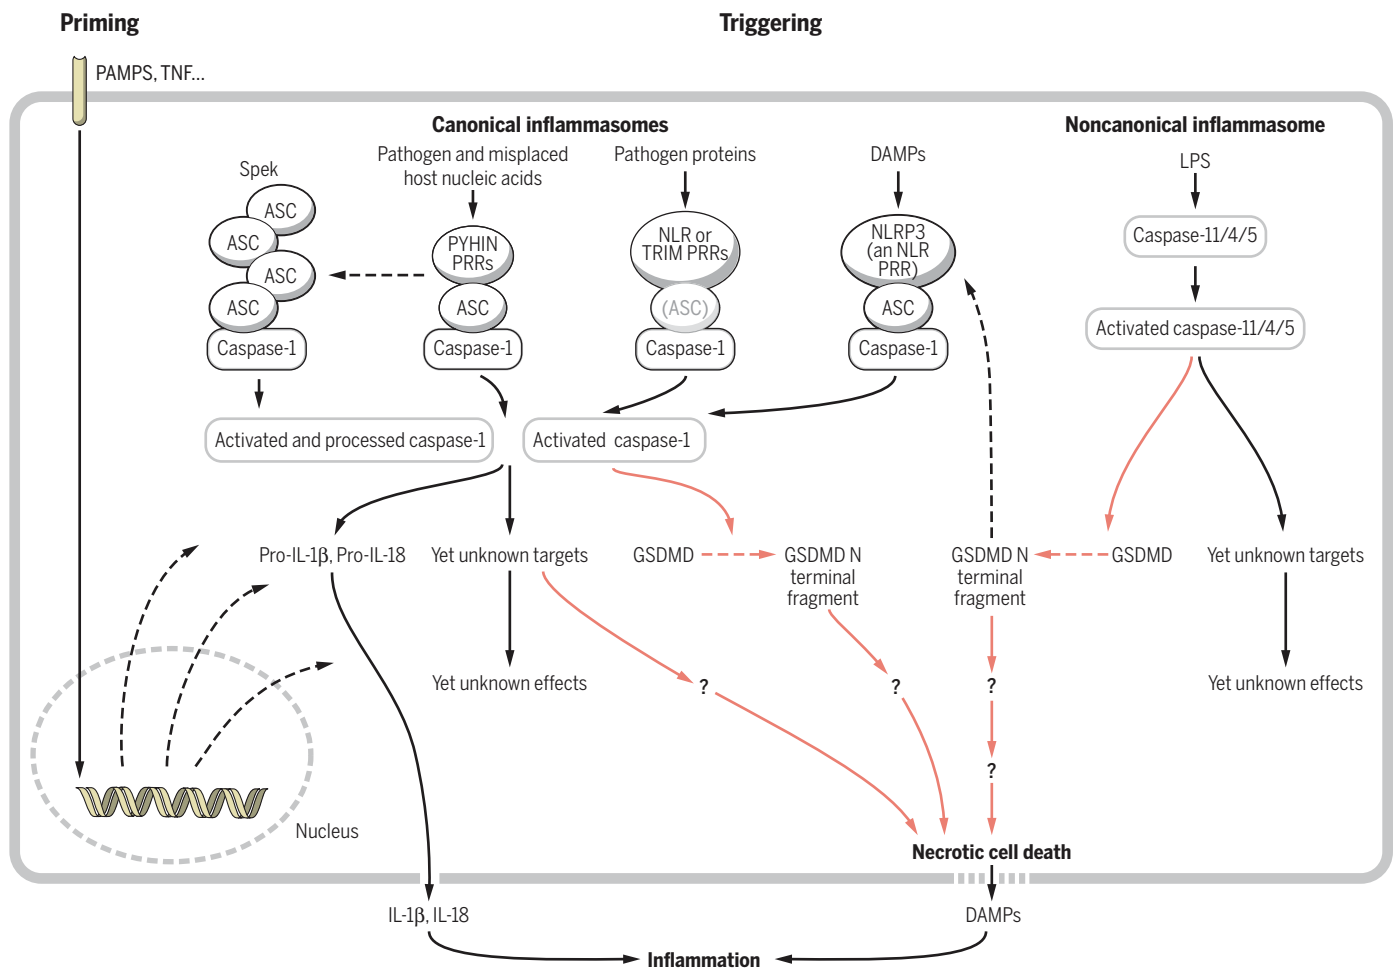 Priming
Triggering
PAMPS, TNF...
Canonical inflammasomes
Noncanonical inflammasome
Spek
Pathogen and misplaced
host nucleic acids
Pathogen proteins
DAMPs
LPS
ASC
ASC
ASC
ASC
Caspase-1
PYHIN
PRRs
ASC
Caspase-1
NLR or
TRIM PRRs
(ASC)
Caspase-1
NLRP3
(an NLR
PRR)
ASC
Caspase-1
Caspase-11/4/5
Activated caspase-11/4/5
Activated and processed caspase-1
Activated caspase-1
Pro-IL-1β, Pro-IL-18
Yet unknown targets
GSDMD
GSDMD N
terminal
fragment
GSDMD N
terminal
fragment
GSDMD
Yet unknown targets
Yet unknown effects
?
?
?
Yet unknown effects
?
Nucleus
Necrotic cell death
IL-1β, IL-18
DAMPs
Inflammation